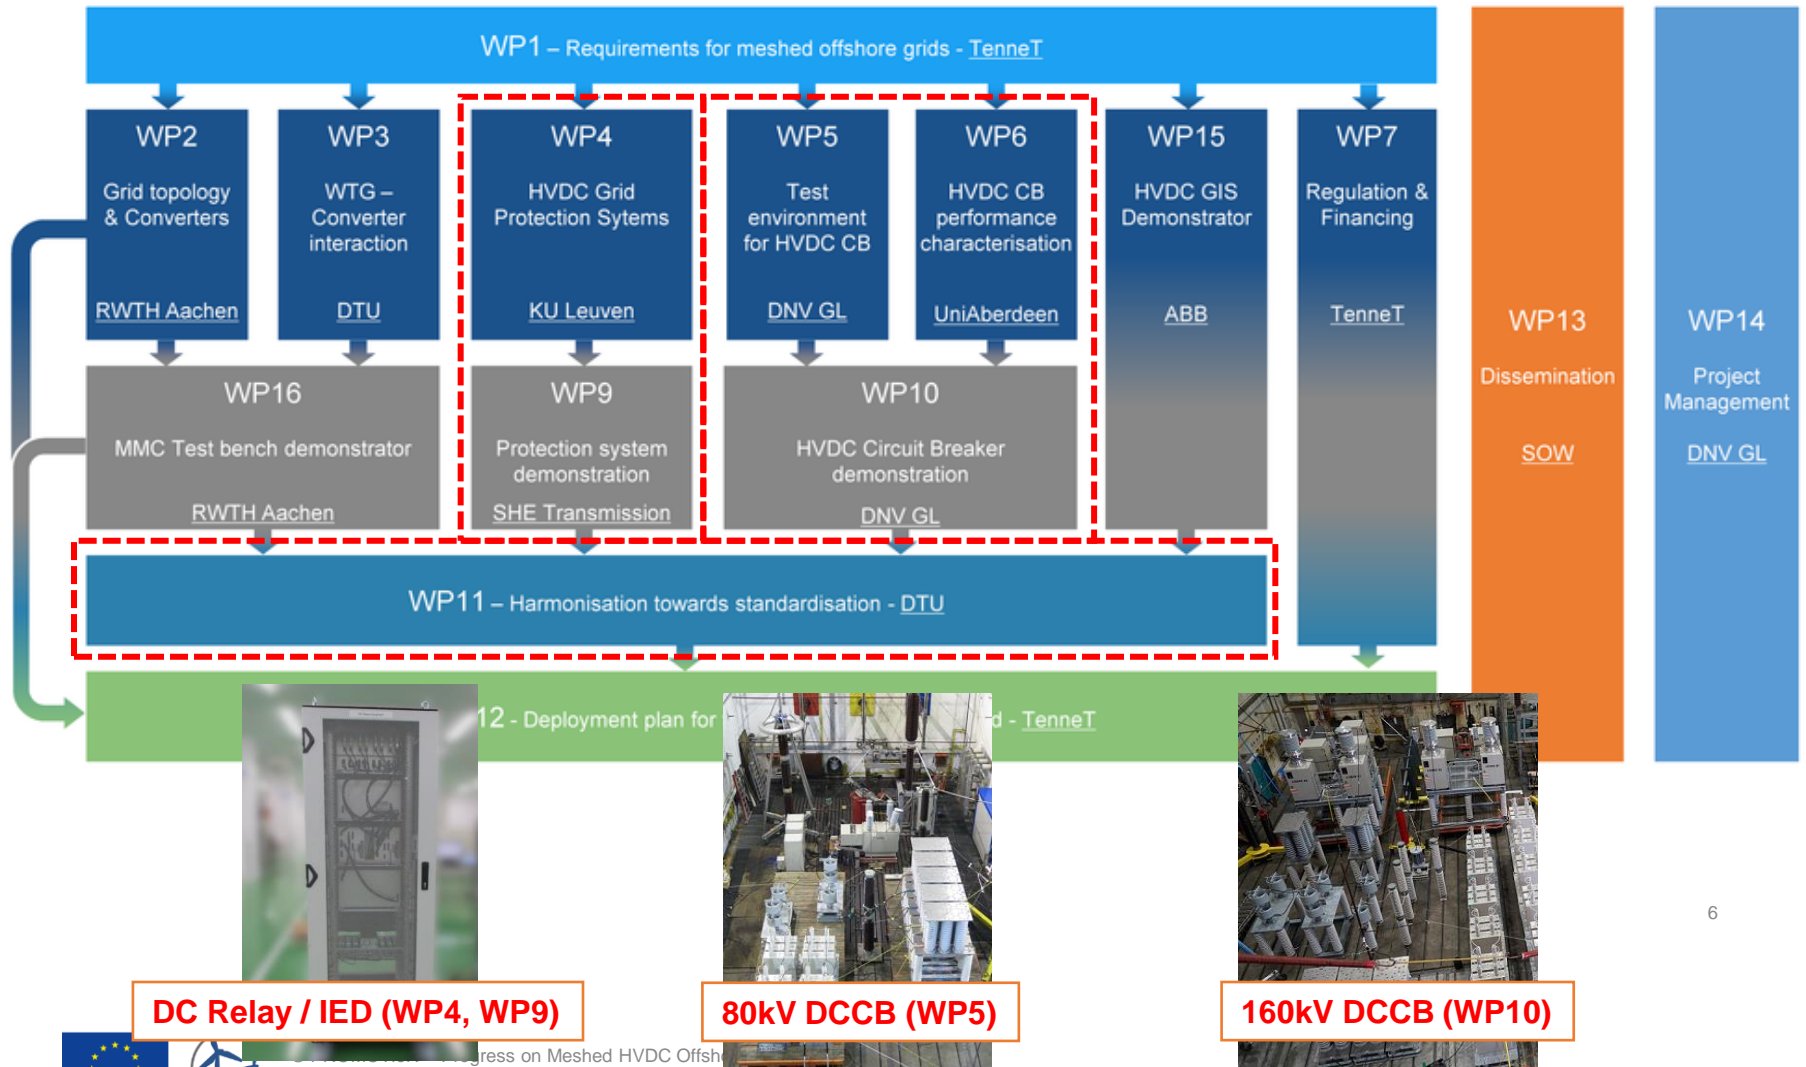 WP1 – Requirements for meshed offshore grids - TenneT
WP2
Grid topology
& Converters
RWTH Aachen
WP3
WTG –
Converter
interaction
DTU
WP4
HVDC Grid
Protection Sytems
KU Leuven
WP5
Test
environment
for HVDC CB
DNV GL
WP6
HVDC CB
performance
characterisation
UniAberdeen
WP15
HVDC GIS
Demonstrator
ABB
WP7
Regulation &
Financing
TenneT
WP16
MMC Test bench demonstrator
RWTH Aachen
WP9
Protection system
demonstration
SHE Transmission
WP10
HVDC Circuit Breaker
demonstration
DNV GL
WP11 – Harmonisation towards standardisation - DTU
12 - Deployment plan for
d - TenneT
WP13
Dissemination
SOW
WP14
Project
Management
DNV GL
DC Relay / IED (WP4, WP9)
80kV DCCB (WP5)
160kV DCCB (WP10)
6
gress on Meshed HVDC Offsh